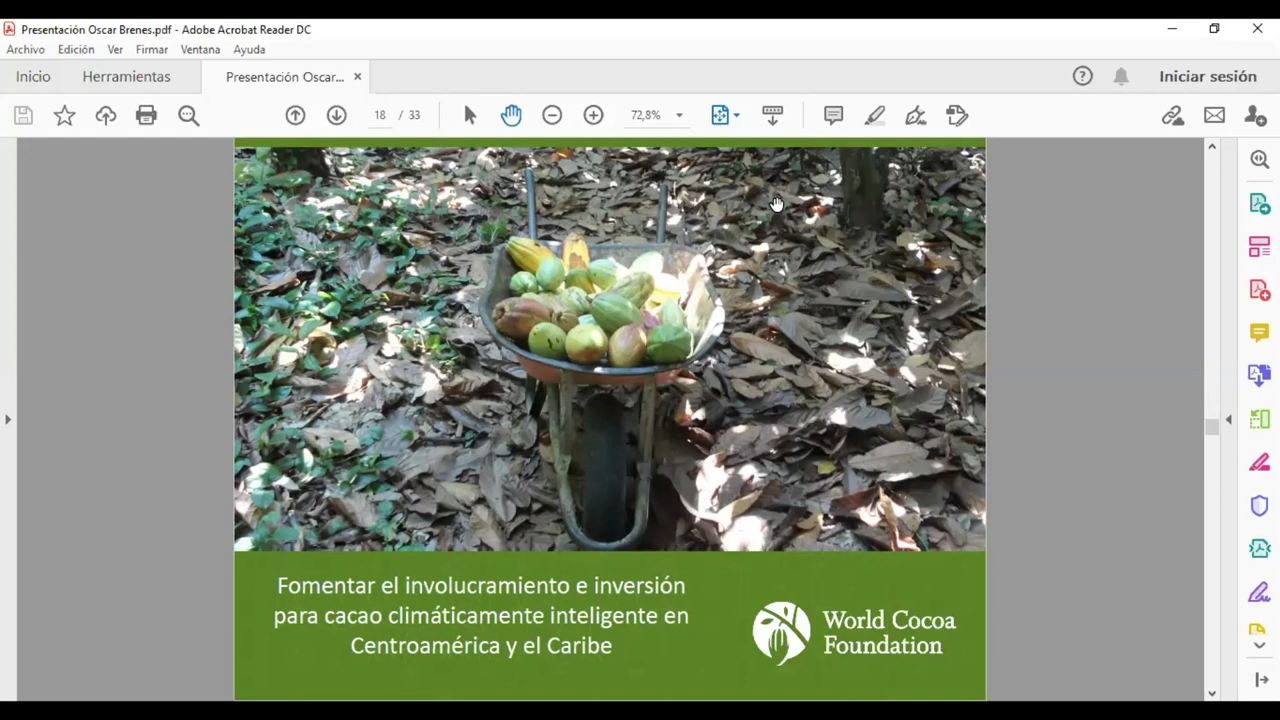 Presentación Oscar Brenes.pdf - Adobe Acrobat Reader DC
Archivo Edición Ver Firmar Ventana Ayuda
Inicio Herramientas Presentación Oscar... Iniciar sesión
18 / 33 72,8%
Fomentar el involucramiento e inversión
para cacao climáticamente inteligente en
Centroamérica y el Caribe
World Cocoa
Foundation